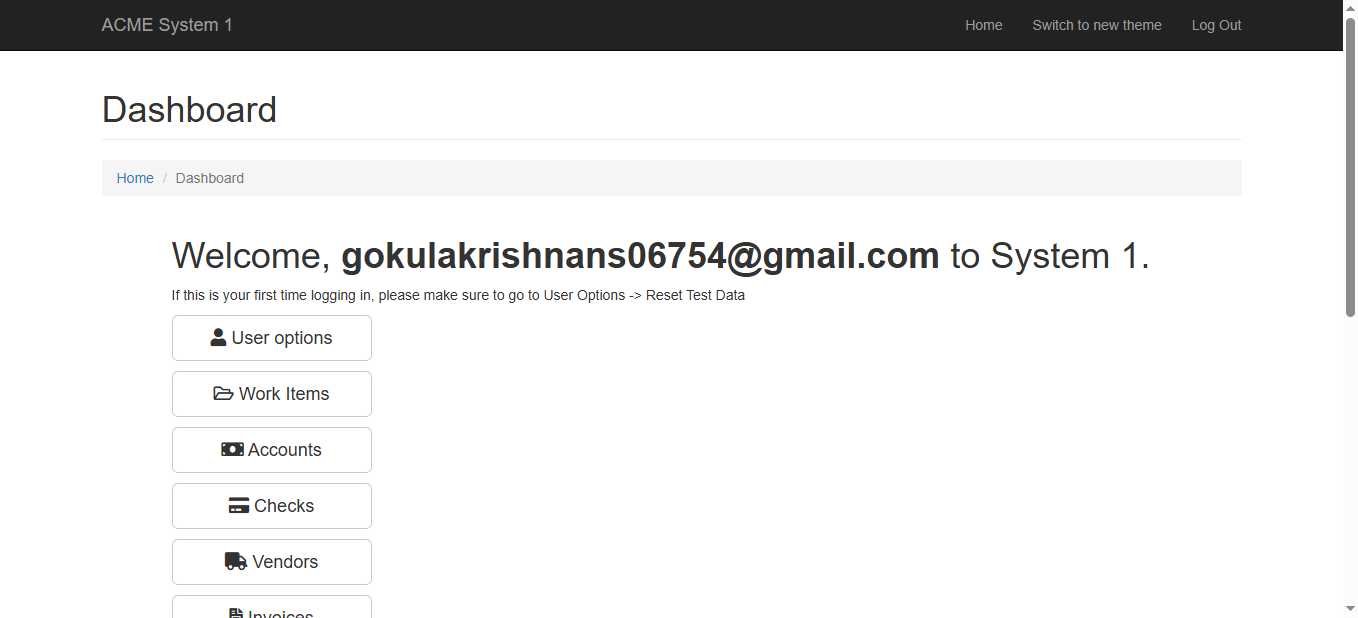 ACME System 1 Home Switch to new theme Log Out
Dashboard
Home / Dashboard
Welcome, gokulakrishnans06754@gmail.com to System 1.
If this is your first time logging in, please make sure to go to User Options -> Reset Test Data
User options
Work Items
Accounts
Checks
Vendors
Invoices